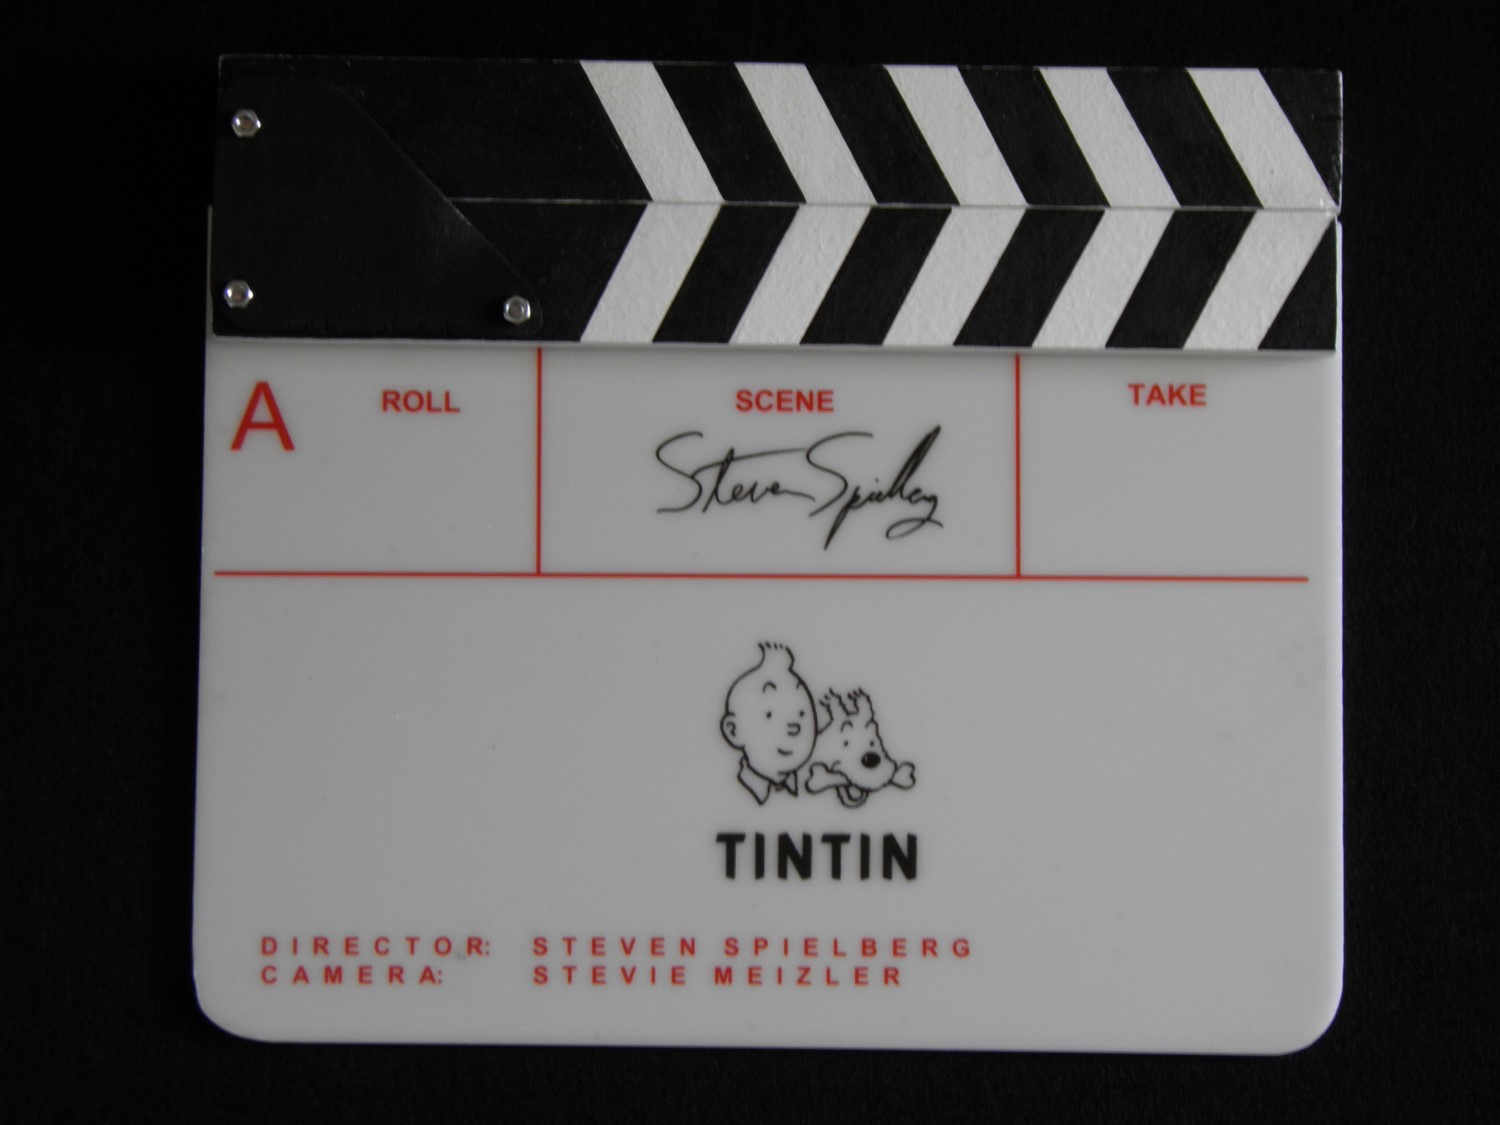 A ROLL SCENE TAKE
Steven Spielberg
TINTIN
DIRECTOR: STEVEN SPIELBERG
CAMERA: STEVIE MEIZLER